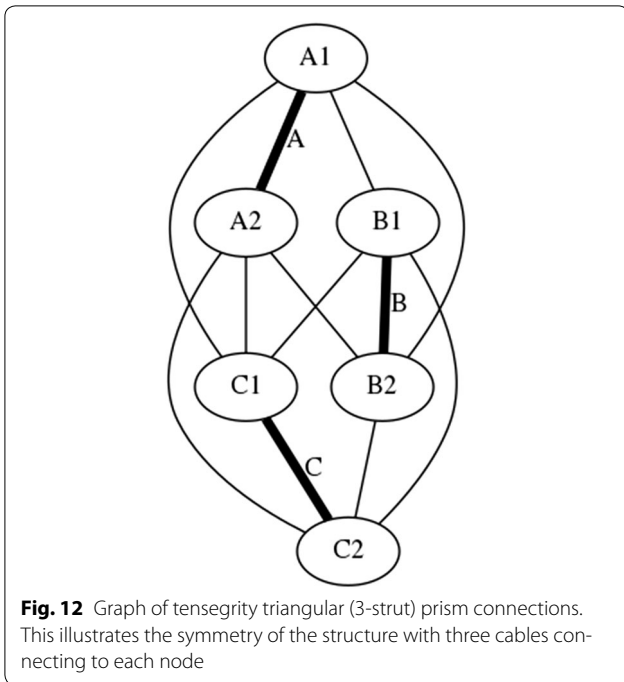 A1
A
A2
B1
B
C1
B2
C
C2
Fig. 12 Graph of tensegrity triangular (3-strut) prism connections.
This illustrates the symmetry of the structure with three cables con-
necting to each node